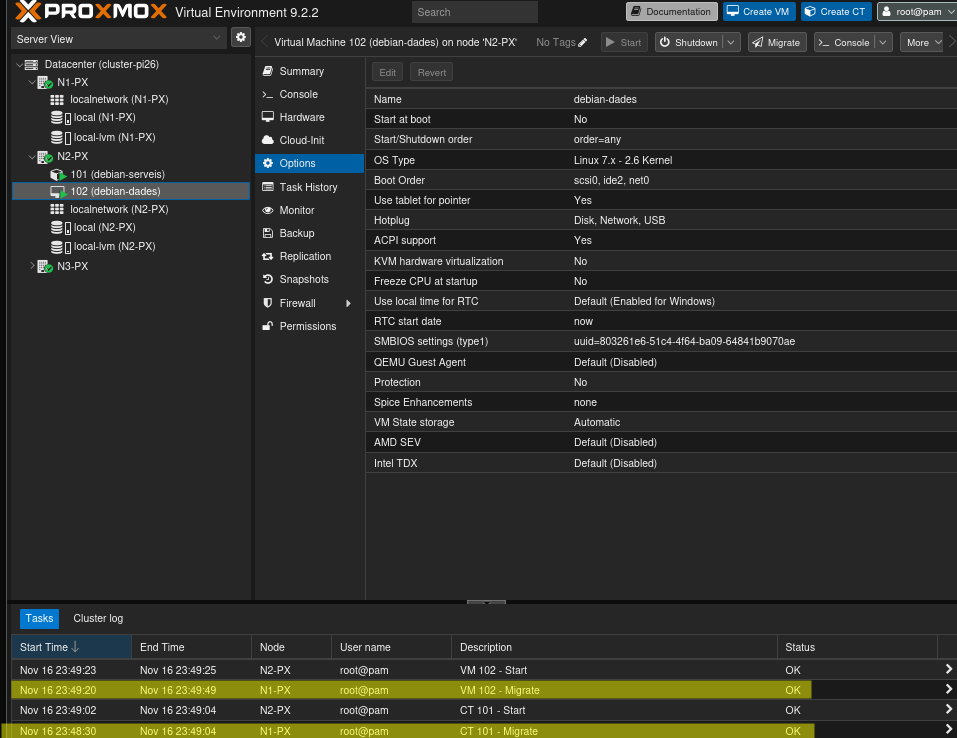 PROXMOX Virtual Environment 9.2.2 Search Documentation Create VM Create CT root@pam
Server View
Virtual Machine 102 (debian-dades) on node 'N2-PX' No Tags Start Shutdown Migrate Console More
Datacenter (cluster-pi26)
N1-PX
localnetwork (N1-PX)
local (N1-PX)
local-lvm (N1-PX)
N2-PX
101 (debian-serveis)
102 (debian-dades)
localnetwork (N2-PX)
local (N2-PX)
local-lvm (N2-PX)
N3-PX
Summary
Console
Hardware
Cloud-Init
Options
Task History
Monitor
Backup
Replication
Snapshots
Firewall
Permissions
Edit Revert
Name debian-dades
Start at boot No
Start/Shutdown order order=any
OS Type Linux 7.x - 2.6 Kernel
Boot Order scsi0, ide2, net0
Use tablet for pointer Yes
Hotplug Disk, Network, USB
ACPI support Yes
KVM hardware virtualization No
Freeze CPU at startup No
Use local time for RTC Default (Enabled for Windows)
RTC start date now
SMBIOS settings (type1) uuid=803261e6-51c4-4f64-ba09-64841b9070ae
QEMU Guest Agent Default (Disabled)
Protection No
Spice Enhancements none
VM State storage Automatic
AMD SEV Default (Disabled)
Intel TDX Default (Disabled)
Tasks Cluster log
Start Time End Time Node User name Description Status
Nov 16 23:49:23 Nov 16 23:49:25 N2-PX root@pam VM 102 - Start OK
Nov 16 23:49:20 Nov 16 23:49:49 N1-PX root@pam VM 102 - Migrate OK
Nov 16 23:49:02 Nov 16 23:49:04 N2-PX root@pam CT 101 - Start OK
Nov 16 23:48:30 Nov 16 23:49:04 N1-PX root@pam CT 101 - Migrate OK